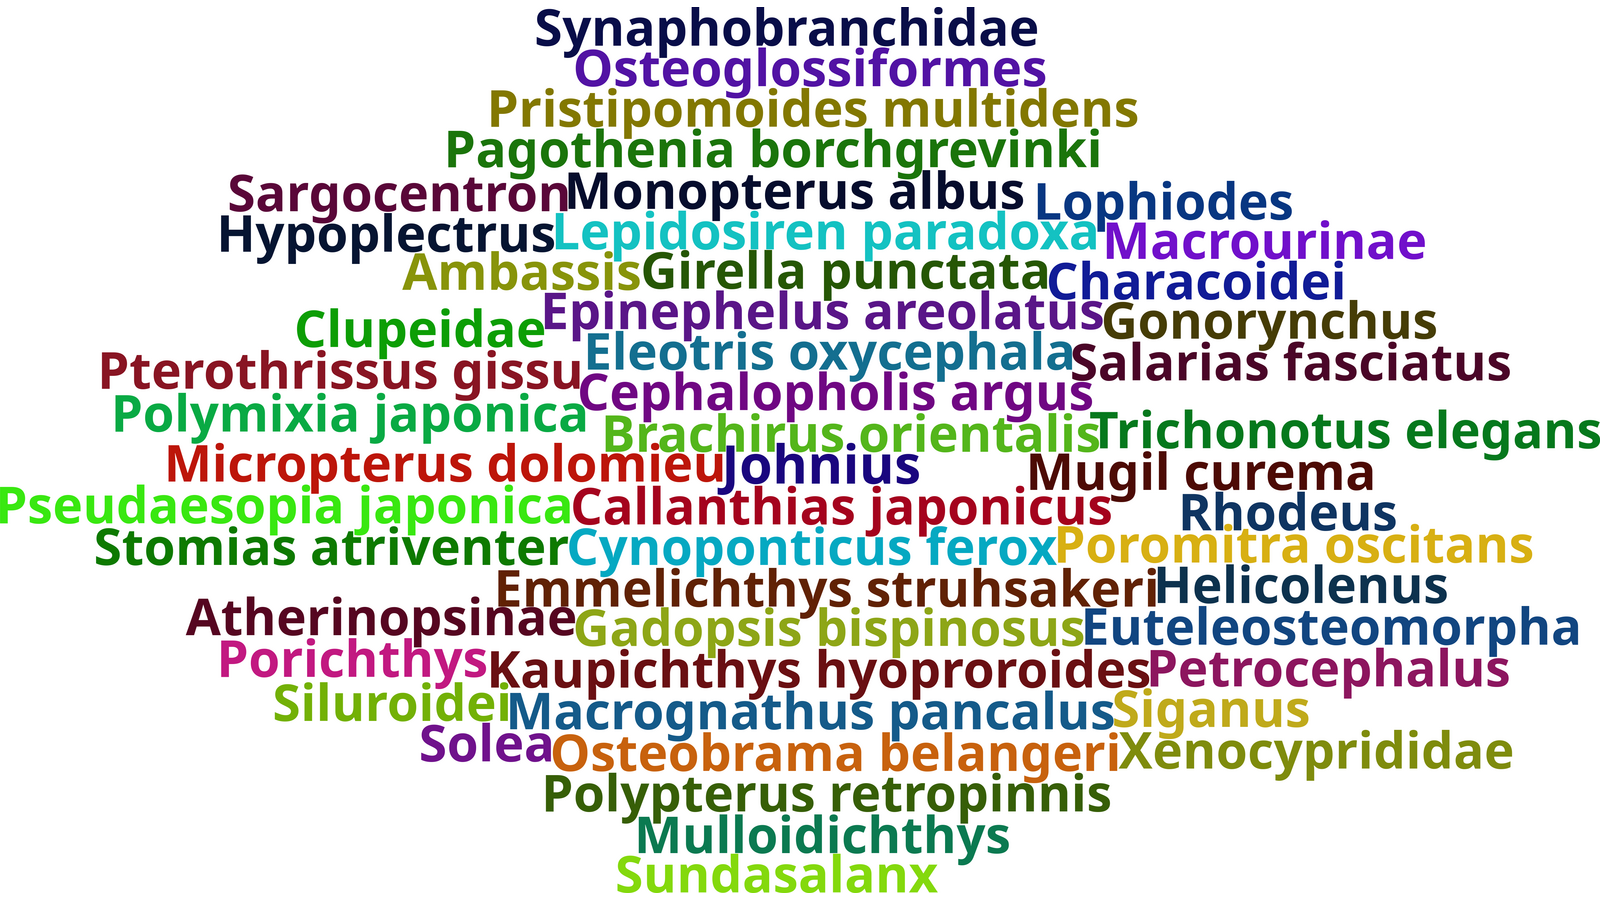 Synaphobranchidae
Osteoglossiformes
Pristipomoides multidens
Pagothenia borchgrevinki
Sargocentron Monopterus albus Lophiodes
Hypoplectrus Lepidosiren paradoxa Macrourinae
Ambassis Girella punctata Characoidei
Clupeidae Epinephelus areolatus Gonorynchus
Pterothrissus gissu Eleotris oxycephala Salarias fasciatus
Polymixia japonica Cephalopholis argus
Brachirus orientalis Trichonotus elegans
Micropterus dolomieu Johnius Mugil curema
Pseudaesopia japonica Callanthias japonicus Rhodeus
Stomias atriventer Cynoponticus ferox Poromitra oscitans
Emmelichthys struhsakeri Helicolenus
Atherinopsinae Gadopsis bispinosus Euteleosteomorpha
Porichthys Kaupichthys hyoproroides Petrocephalus
Siluroidei Macrognathus pancalus Siganus
Solea Osteobrama belangeri Xenocyprididae
Polypterus retropinnis
Mulloidichthys
Sundasalanx